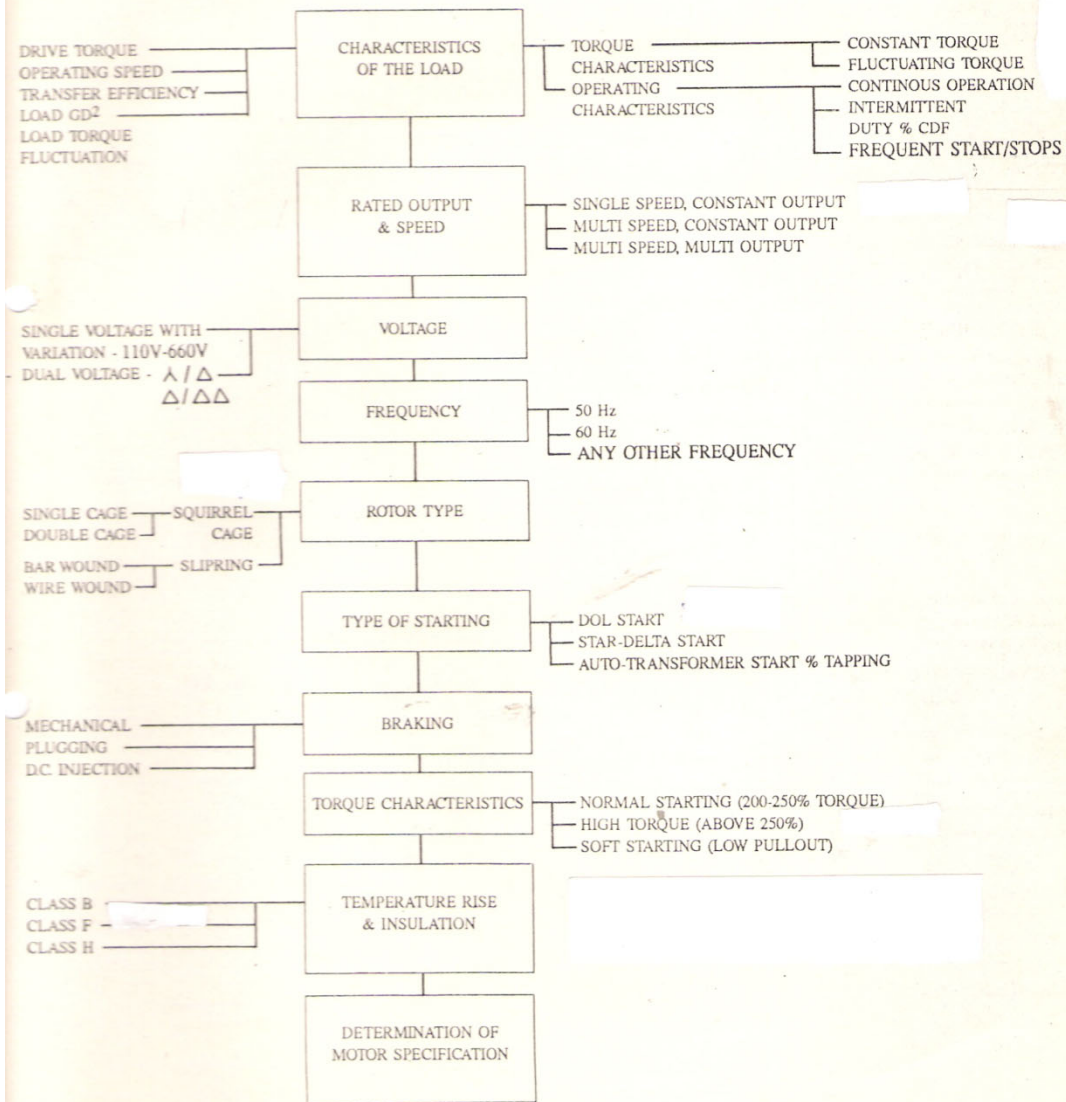 DRIVE TORQUE
OPERATING SPEED
TRANSFER EFFICIENCY
LOAD GD²
LOAD TORQUE
FLUCTUATION
CHARACTERISTICS
OF THE LOAD
TORQUE
CHARACTERISTICS
OPERATING
CHARACTERISTICS
CONSTANT TORQUE
FLUCTUATING TORQUE
CONTINOUS OPERATION
INTERMITTENT
DUTY % CDF
FREQUENT START/STOPS
RATED OUTPUT
& SPEED
SINGLE SPEED, CONSTANT OUTPUT
MULTI SPEED, CONSTANT OUTPUT
MULTI SPEED, MULTI OUTPUT
SINGLE VOLTAGE WITH
VARIATION - 110V-660V
DUAL VOLTAGE - ⅄ / Δ
Δ/ΔΔ
VOLTAGE
FREQUENCY
50 Hz
60 Hz
ANY OTHER FREQUENCY
SINGLE CAGE
DOUBLE CAGE
SQUIRREL
CAGE
BAR WOUND
WIRE WOUND
SLIPRING
ROTOR TYPE
TYPE OF STARTING
DOL START
STAR-DELTA START
AUTO-TRANSFORMER START % TAPPING
MECHANICAL
PLUGGING
D.C. INJECTION
BRAKING
TORQUE CHARACTERISTICS
NORMAL STARTING (200-250% TORQUE)
HIGH TORQUE (ABOVE 250%)
SOFT STARTING (LOW PULLOUT)
CLASS B
CLASS F
CLASS H
TEMPERATURE RISE
& INSULATION
DETERMINATION OF
MOTOR SPECIFICATION